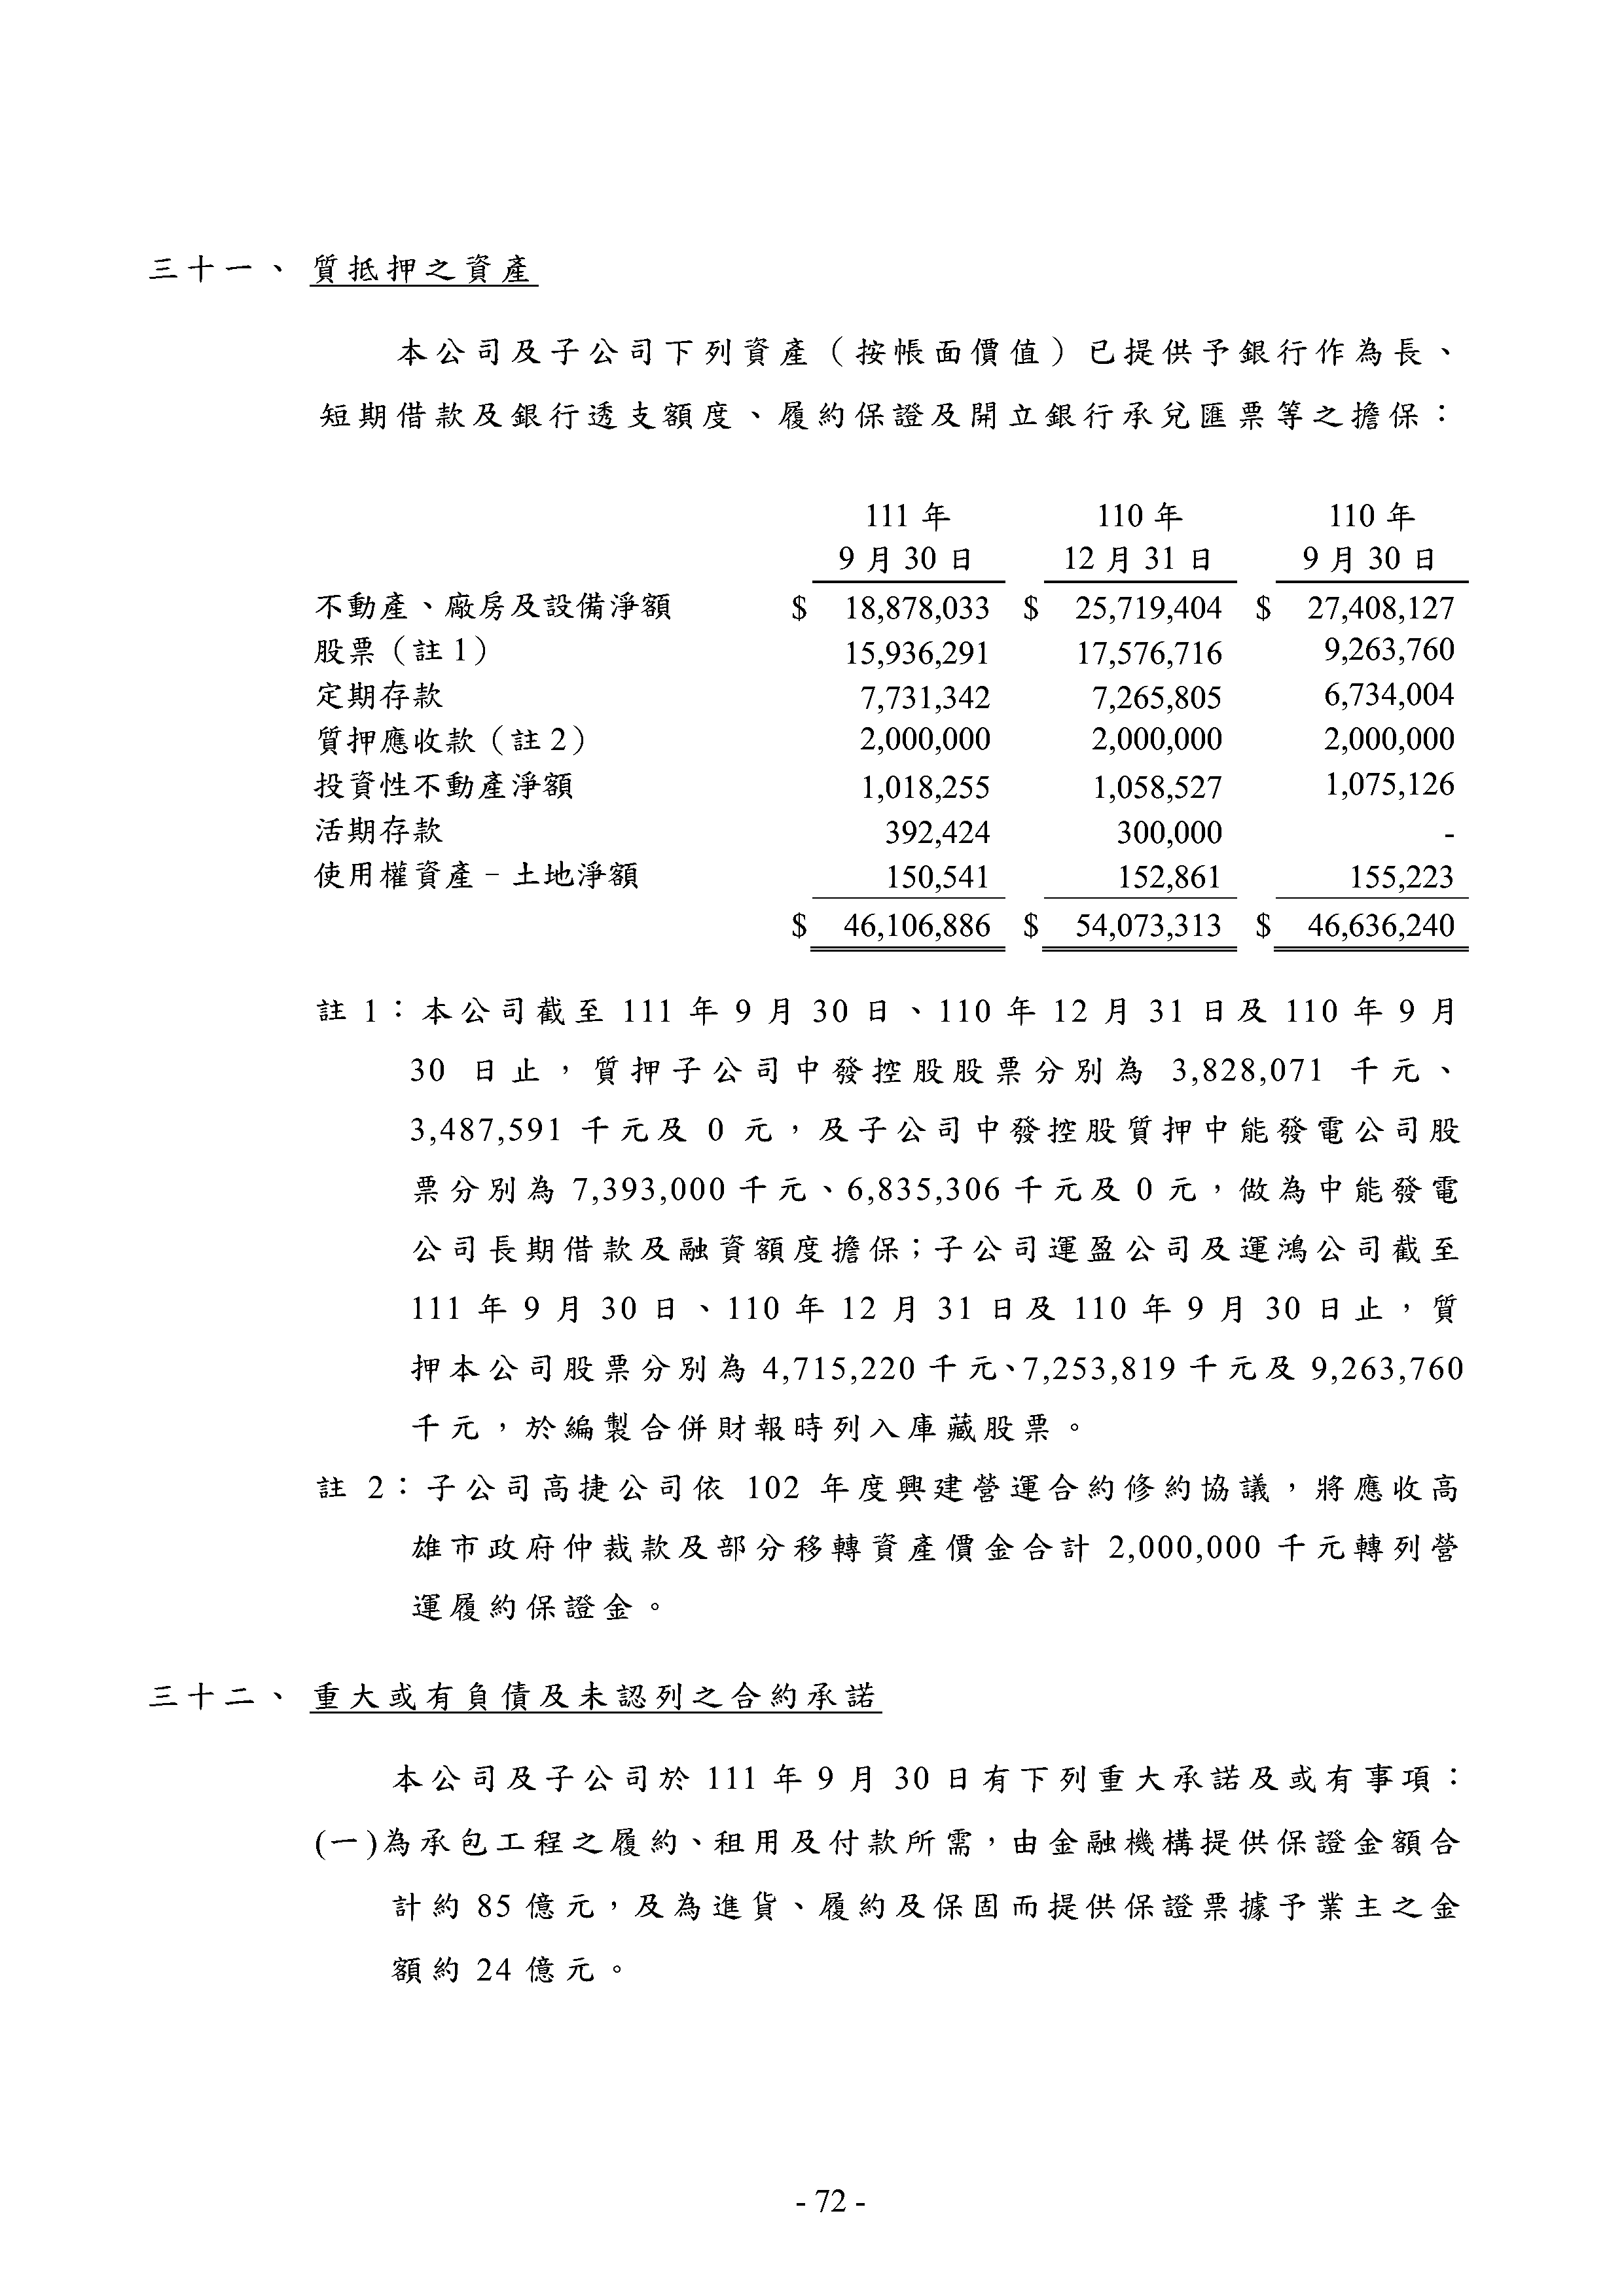 三十一、質抵押之資產
本公司及子公司下列資產（按帳面價值）已提供予銀行作為長、
短期借款及銀行透支額度、履約保證及開立銀行承兌匯票等之擔保：
111 年 110 年 110 年
9 月 30 日 12 月 31 日 9 月 30 日
不動產、廠房及設備淨額 $ 18,878,033 $ 25,719,404 $ 27,408,127
股票（註 1） 15,936,291 17,576,716 9,263,760
定期存款 7,731,342 7,265,805 6,734,004
質押應收款（註 2） 2,000,000 2,000,000 2,000,000
投資性不動產淨額 1,018,255 1,058,527 1,075,126
活期存款 392,424 300,000 -
使用權資產－土地淨額 150,541 152,861 155,223
$ 46,106,886 $ 54,073,313 $ 46,636,240
註 1：本公司截至 111 年 9 月 30 日、110 年 12 月 31 日及 110 年 9 月
30 日止，質押子公司中發控股股票分別為 3,828,071 千元、
3,487,591 千元及 0 元，及子公司中發控股質押中能發電公司股
票分別為 7,393,000 千元、6,835,306 千元及 0 元，做為中能發電
公司長期借款及融資額度擔保；子公司運盈公司及運鴻公司截至
111 年 9 月 30 日、110 年 12 月 31 日及 110 年 9 月 30 日止，質
押本公司股票分別為 4,715,220 千元、7,253,819 千元及 9,263,760
千元，於編製合併財報時列入庫藏股票。
註 2：子公司高捷公司依 102 年度興建營運合約修約協議，將應收高
雄市政府仲裁款及部分移轉資產價金合計 2,000,000 千元轉列營
運履約保證金。
三十二、重大或有負債及未認列之合約承諾
本公司及子公司於 111 年 9 月 30 日有下列重大承諾及或有事項：
(一)為承包工程之履約、租用及付款所需，由金融機構提供保證金額合
計約 85 億元，及為進貨、履約及保固而提供保證票據予業主之金
額約 24 億元。
- 72 -